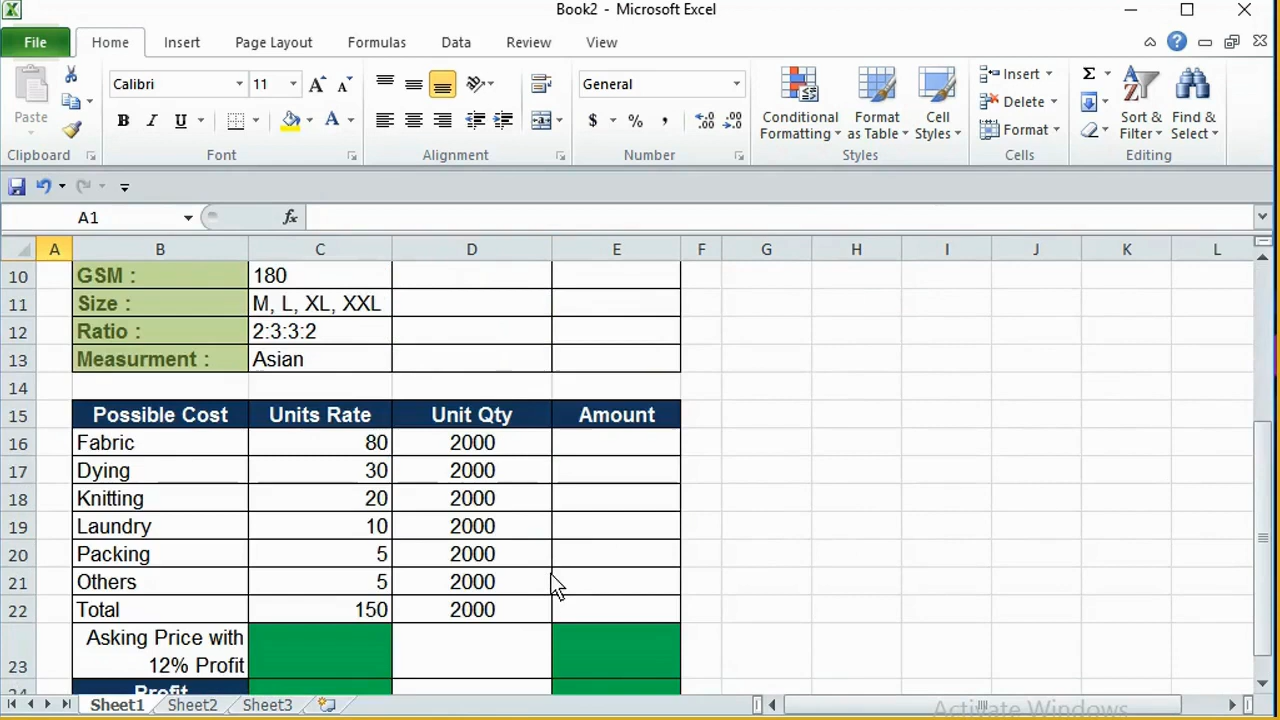 Book2 - Microsoft Excel
File Home Insert Page Layout Formulas Data Review View
Paste
Calibri 11
B I U A
General
$ % ,
Conditional Formatting
Format as Table
Cell Styles
Insert
Delete
Format
Σ
Sort & Filter
Find & Select
Clipboard Font Alignment Number Styles Cells Editing
A1 fx
A B C D E F G H I J K L
10 GSM : 180
11 Size : M, L, XL, XXL
12 Ratio : 2:3:3:2
13 Measurment : Asian
14
15 Possible Cost Units Rate Unit Qty Amount
16 Fabric 80 2000
17 Dying 30 2000
18 Knitting 20 2000
19 Laundry 10 2000
20 Packing 5 2000
21 Others 5 2000
22 Total 150 2000
Asking Price with
23 12% Profit
24 Profit
Sheet1 Sheet2 Sheet3
Activate Windows